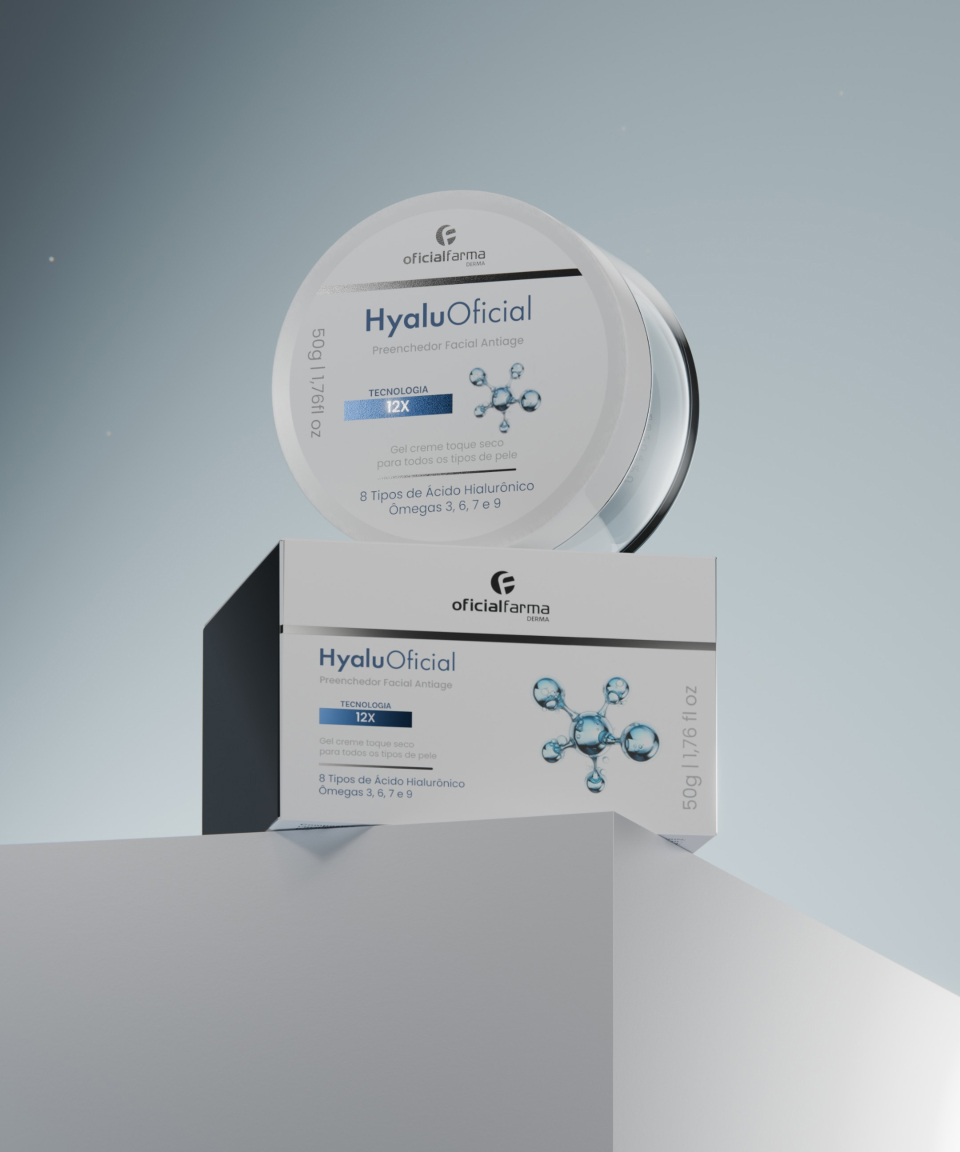 oficialfarma
DERMA
HyaluOficial
Preenchedor Facial Antiage
TECNOLOGIA
12X
Gel creme toque seco
para todos os tipos de pele
8 Tipos de Ácido Hialurônico
Ômegas 3, 6, 7 e 9
50g | 1,76fl oz
oficialfarma
DERMA
HyaluOficial
Preenchedor Facial Antiage
TECNOLOGIA
12X
Gel creme toque seco
para todos os tipos de pele
8 Tipos de Ácido Hialurônico
Ômegas 3, 6, 7 e 9
50g | 1,76 fl oz